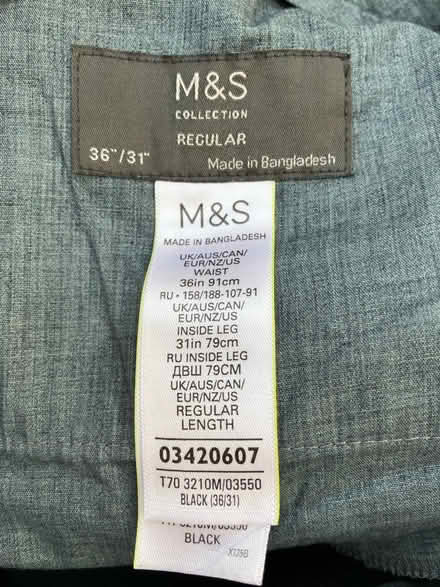 M&S
COLLECTION
REGULAR
36"/31"
Made in Bangladesh
M&S
MADE IN BANGLADESH
UK/AUS/CAN/
EUR/NZ/US
WAIST
36in 91cm
RU • 158/188-107-91
UK/AUS/CAN/
EUR/NZ/US
INSIDE LEG
31in 79cm
RU INSIDE LEG
ДВШ 79CM
UK/AUS/CAN/
EUR/NZ/US
REGULAR
LENGTH
03420607
T70 3210M/03550
BLACK (36/31)
BLACK